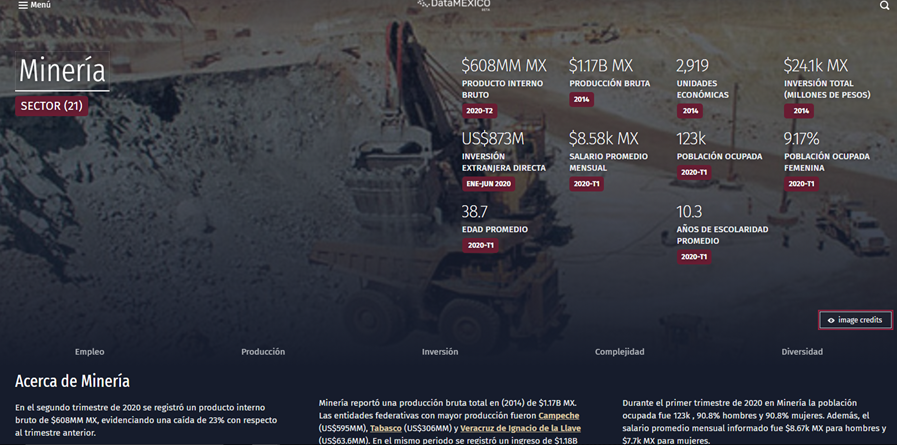 Menú
DataMÉXICO
BETA
Minería
SECTOR (21)
$608MM MX
PRODUCTO INTERNO
BRUTO
2020-T2
$1.17B MX
PRODUCCIÓN BRUTA
2014
2,919
UNIDADES
ECONÓMICAS
2014
$24.1k MX
INVERSIÓN TOTAL
(MILLONES DE PESOS)
2014
US$873M
INVERSIÓN
EXTRANJERA DIRECTA
ENE-JUN 2020
$8.58k MX
SALARIO PROMEDIO
MENSUAL
2020-T1
123k
POBLACIÓN OCUPADA
2020-T1
9.17%
POBLACIÓN OCUPADA
FEMENINA
2020-T1
38.7
EDAD PROMEDIO
2020-T1
10.3
AÑOS DE ESCOLARIDAD
PROMEDIO
2020-T1
image credits
Empleo
Producción
Inversión
Complejidad
Diversidad
Acerca de Minería
En el segundo trimestre de 2020 se registró un producto interno
bruto de $608MM MX, evidenciando una caída de 23% con respecto
al trimestre anterior.
Minería reportó una producción bruta total en (2014) de $1.17B MX.
Las entidades federativas con mayor producción fueron Campeche
(US$595MM), Tabasco (US$306MM) y Veracruz de Ignacio de la Llave
(US$63.6MM). En el mismo periodo se registró un ingreso de $1.18B
Durante el primer trimestre de 2020 en Minería la población
ocupada fue 123k , 90.8% hombres y 90.8% mujeres. Además, el
salario promedio mensual informado fue $8.67k MX para hombres y
$7.7k MX para mujeres.